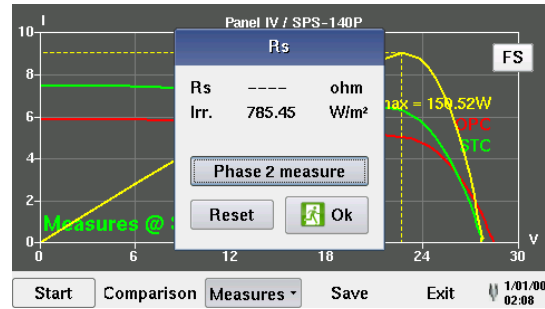 I Panel IV / SPS-140P
10
Rs
FS
8
Rs ---- ohm
Irr. 785.45 W/m²
max = 150.52W
6
OPC
STC
4
Phase 2 measure
2
Reset Ok
Measures @
0
0 6 12 18 24 30 V
Start Comparison Measures Save Exit 1/01/00
02:08